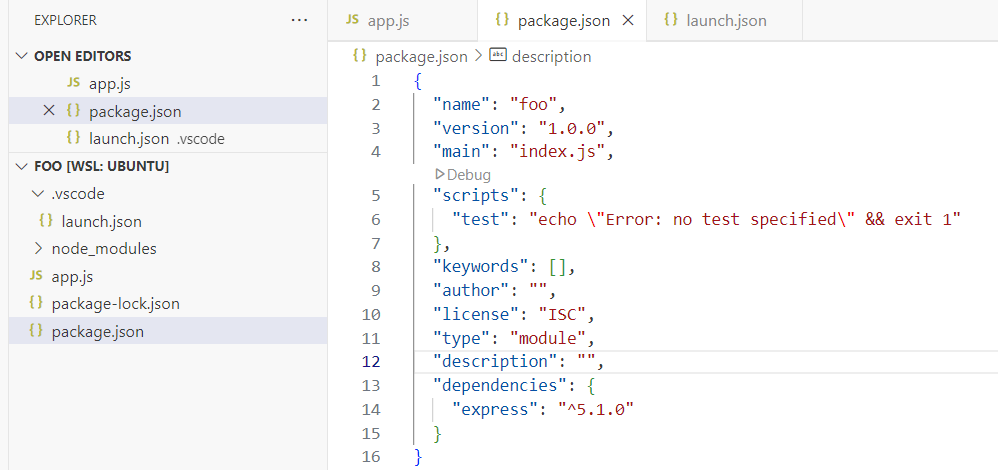 EXPLORER ···
OPEN EDITORS
JS app.js
{} package.json
{} launch.json .vscode
FOO [WSL: UBUNTU]
.vscode
{} launch.json
node_modules
JS app.js
{} package-lock.json
{} package.json
JS app.js {} package.json {} launch.json
{} package.json > abc description
1 {
2 "name": "foo",
3 "version": "1.0.0",
4 "main": "index.js",
Debug
5 "scripts": {
6 "test": "echo \"Error: no test specified\" && exit 1"
7 },
8 "keywords": [],
9 "author": "",
10 "license": "ISC",
11 "type": "module",
12 "description": "",
13 "dependencies": {
14 "express": "^5.1.0"
15 }
16 }